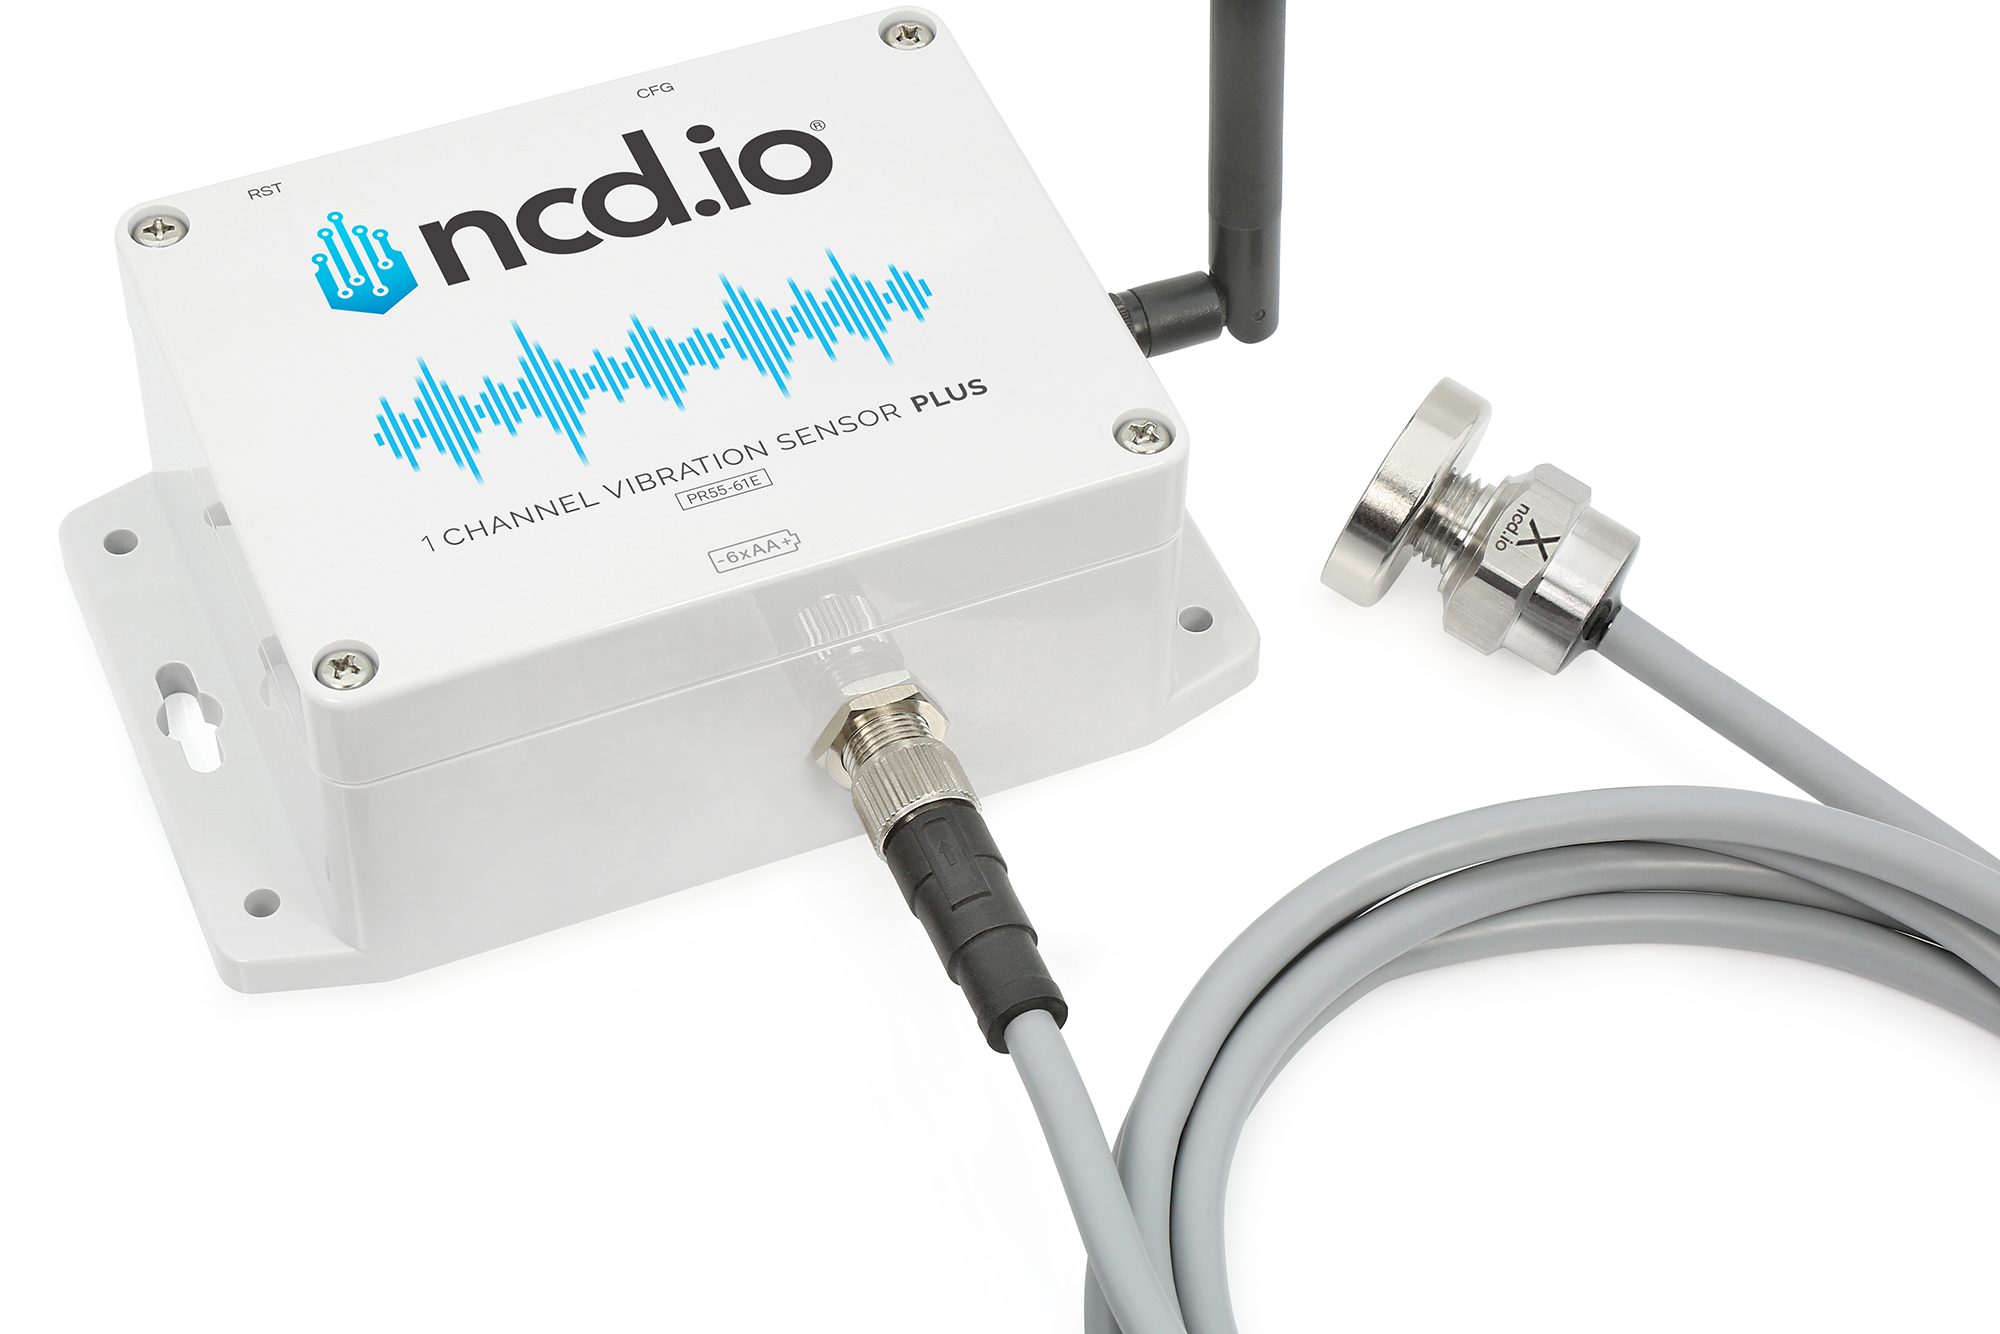 CFG
RST
ncd.io®
1 CHANNEL VIBRATION SENSOR PLUS
PR55-61E
-6xAA+
X
ncd.io